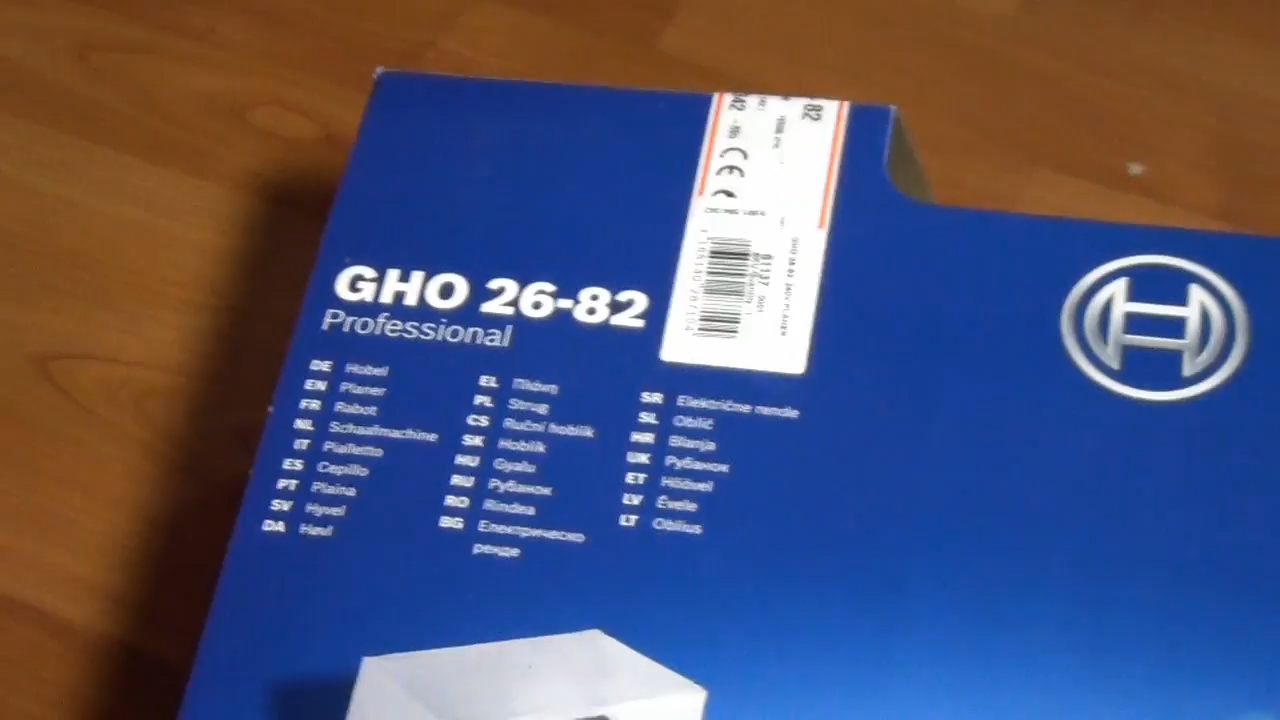 GHO 26-82
Professional
DE Hobel
EN Planer
FR Rabot
NL Schaafmachine
IT Pialletto
ES Cepillo
PT Plaina
SV Hyvel
DA Høvl
EL Πλάνη
PL Strug
CS Ruční hoblík
SK Hoblík
HU Gyalu
RU Рубанок
RO Rindea
BG Електрическо
ренде
SR Električne rende
SL Oblič
HR Blanja
UK Рубанок
ET Höövel
LV Ēvele
LT Oblius
82
CE